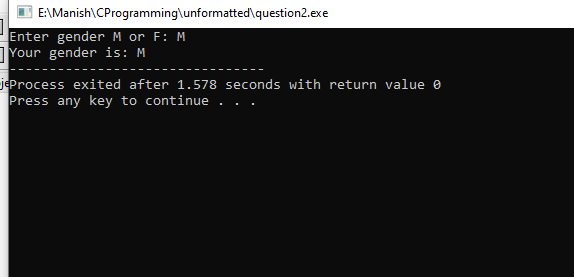 E:\Manish\CProgramming\unformatted\question2.exe
Enter gender M or F: M
Your gender is: M
--------------------------------
Process exited after 1.578 seconds with return value 0
Press any key to continue . . .